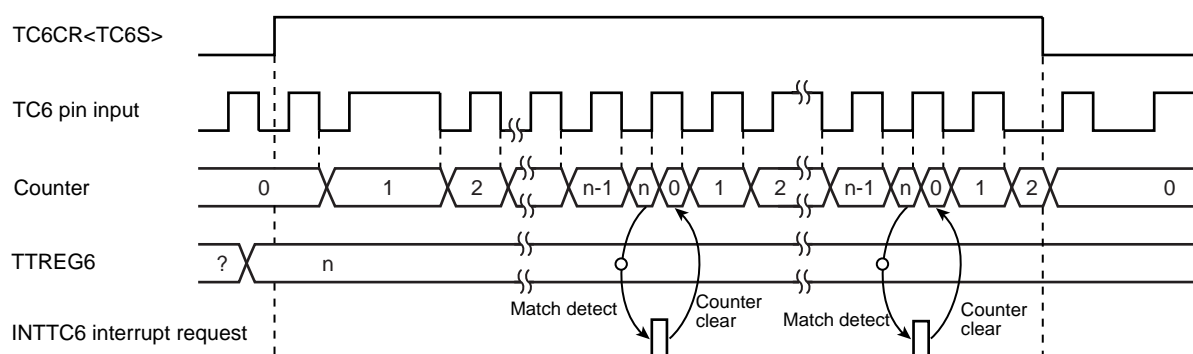 TC6CR<TC6S>
TC6 pin input
Counter
0
1
2
n-1
n
0
1
2
n-1
n
0
1
2
0
TTREG6
?
n
Match detect
Counter
clear
Match detect
Counter
clear
INTTC6 interrupt request